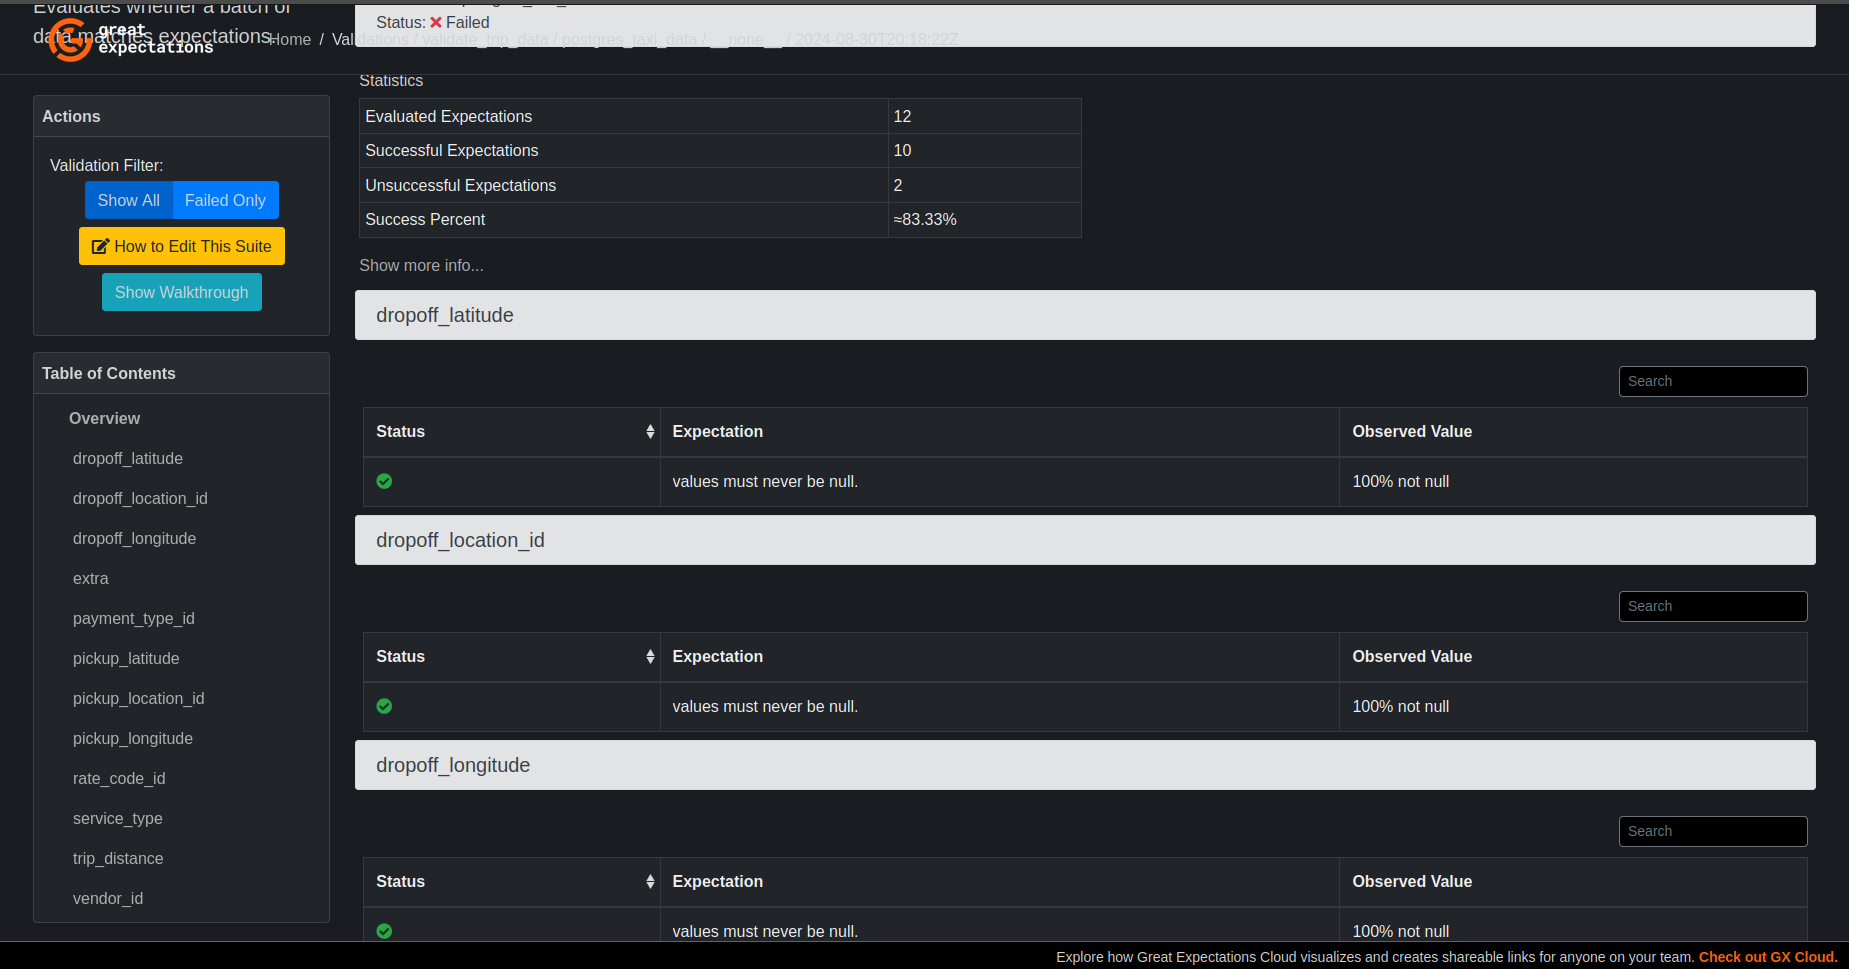 Evaluates whether a batch of
data matches expectations.
great
expectations
Home / Validations / validate_trip_data / postgres_taxi_data / __none__ / 2024-08-30T20:18:22Z
Status: Failed
Actions
Validation Filter:
Show All Failed Only
How to Edit This Suite
Show Walkthrough
Table of Contents
Overview
dropoff_latitude
dropoff_location_id
dropoff_longitude
extra
payment_type_id
pickup_latitude
pickup_location_id
pickup_longitude
rate_code_id
service_type
trip_distance
vendor_id
Statistics
Evaluated Expectations 12
Successful Expectations 10
Unsuccessful Expectations 2
Success Percent ≈83.33%
Show more info...
dropoff_latitude
Search
Status Expectation Observed Value
values must never be null. 100% not null
dropoff_location_id
Search
Status Expectation Observed Value
values must never be null. 100% not null
dropoff_longitude
Search
Status Expectation Observed Value
values must never be null. 100% not null
Explore how Great Expectations Cloud visualizes and creates shareable links for anyone on your team. Check out GX Cloud.